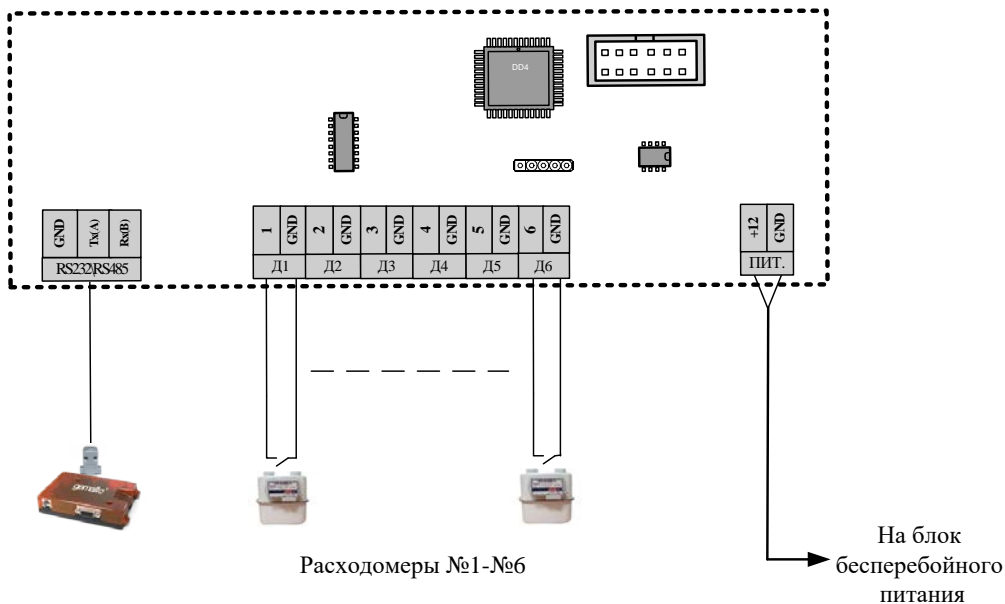 DD4
GND Tx(A) Rx(B)
RS232\RS485
1 GND 2 GND 3 GND 4 GND 5 GND 6 GND
Д1 Д2 Д3 Д4 Д5 Д6
+12 GND
ПИТ.
gemalto
Расходомеры №1-№6
На блок
бесперебойного
питания